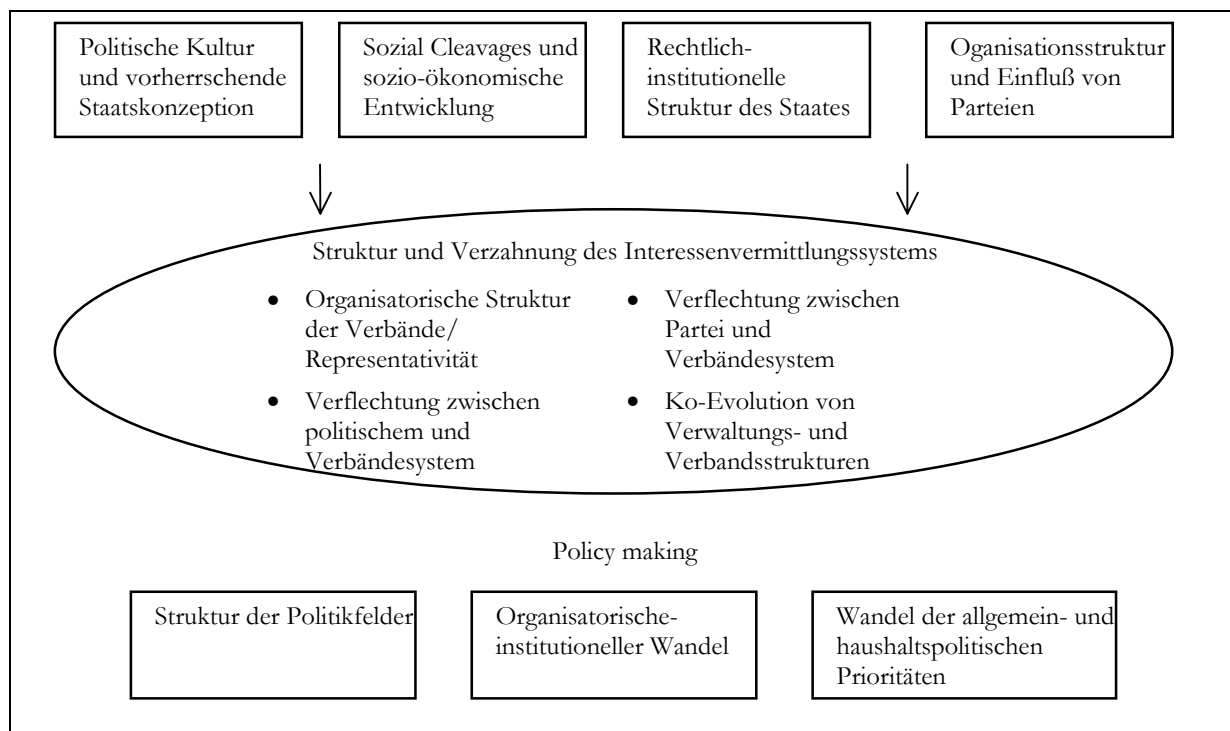 Politische Kultur
und vorherrschende
Staatskonzeption
Sozial Cleavages und
sozio-ökonomische
Entwicklung
Rechtlich-
institutionelle
Struktur des Staates
Oganisationsstruktur
und Einfluß von
Parteien
Struktur und Verzahnung des Interessenvermittlungssystems
• Organisatorische Struktur
der Verbände/
Representativität
• Verflechtung zwischen
politischem und
Verbändesystem
• Verflechtung zwischen
Partei und
Verbändesystem
• Ko-Evolution von
Verwaltungs- und
Verbandsstrukturen
Policy making
Struktur der Politikfelder
Organisatorische-
institutioneller Wandel
Wandel der allgemein- und
haushaltspolitischen
Prioritäten